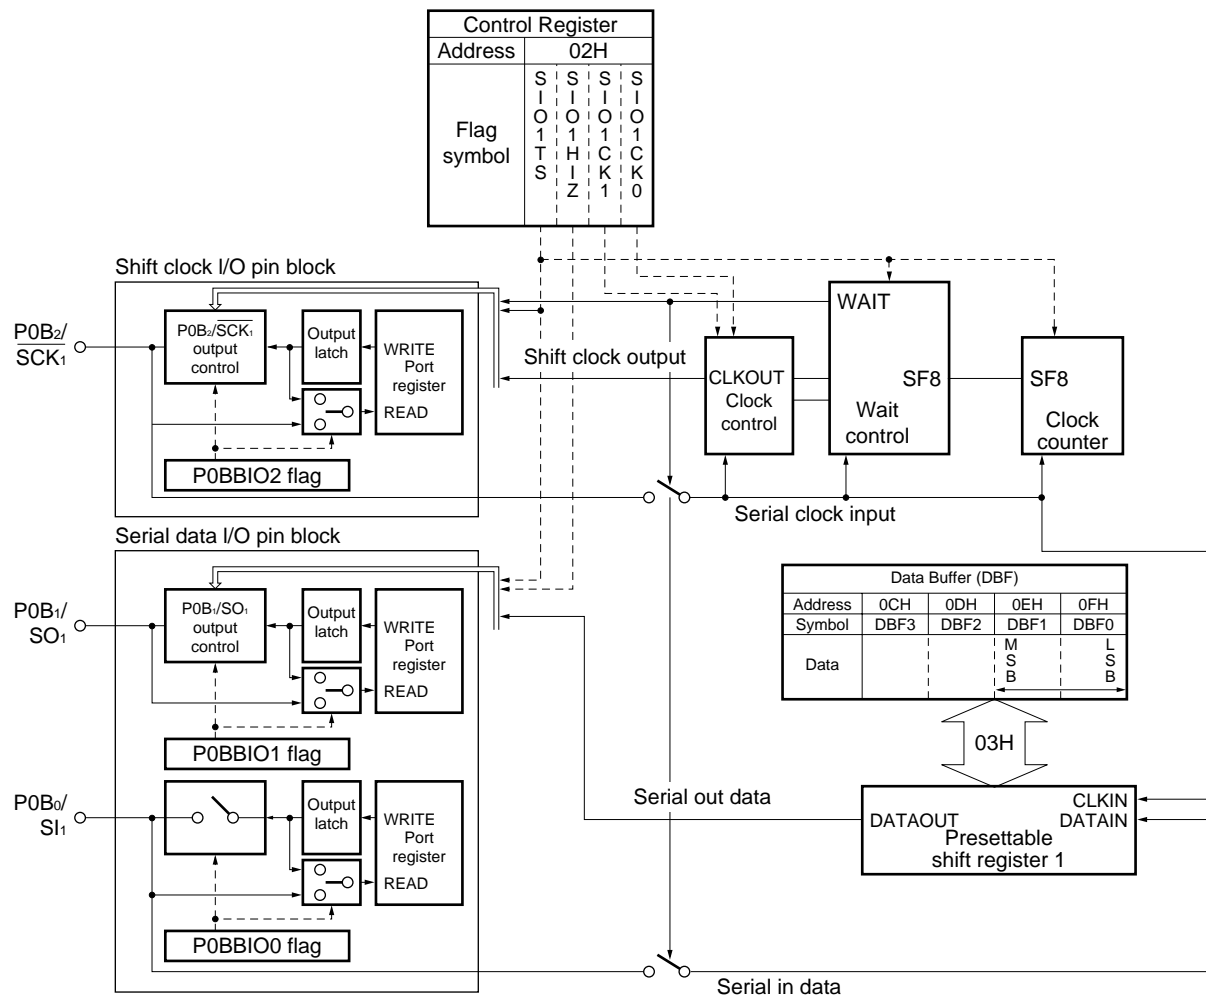 Control Register
Address 02H
Flag symbol
SIO1TS
SIO1HIZ
SIO1CK1
SIO1CK0
Shift clock I/O pin block
P0B2/
SCK1
P0B2/SCK1
output
control
Output
latch
WRITE
Port
register
READ
P0BBIO2 flag
Shift clock output
CLKOUT
Clock
control
WAIT
SF8
Wait
control
SF8
Clock
counter
Serial clock input
Serial data I/O pin block
P0B1/
SO1
P0B1/SO1
output
control
Output
latch
WRITE
Port
register
READ
P0BBIO1 flag
Data Buffer (DBF)
Address 0CH 0DH 0EH 0FH
Symbol DBF3 DBF2 DBF1 DBF0
Data
MSB
LSB
03H
P0B0/
SI1
Output
latch
WRITE
Port
register
READ
P0BBIO0 flag
Serial out data
CLKIN
DATAOUT DATAIN
Presettable
shift register 1
Serial in data